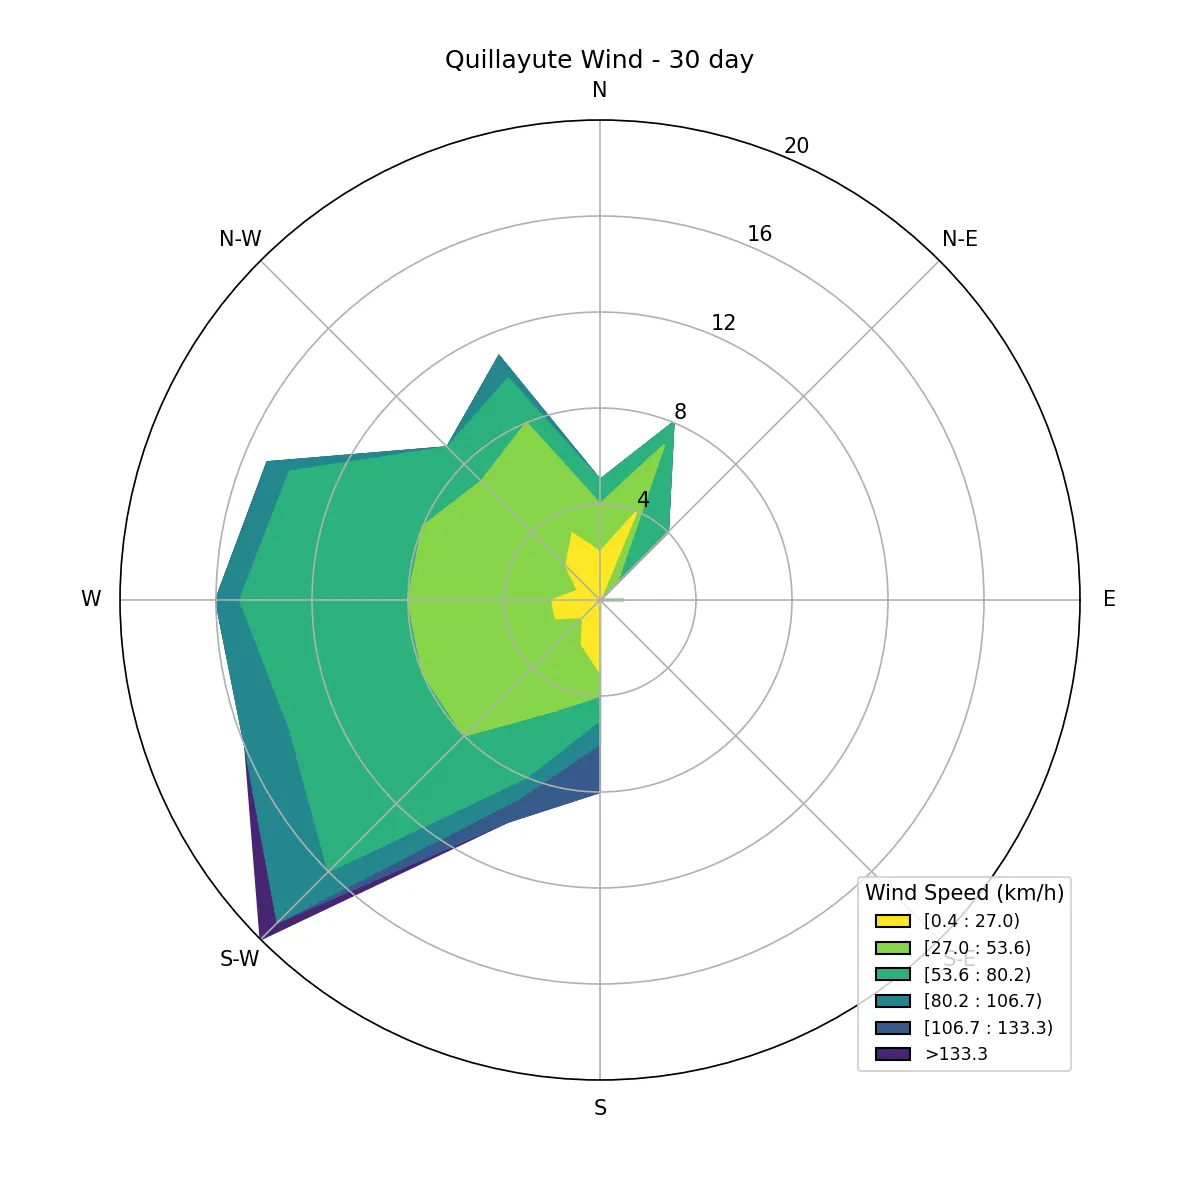 Quillayute Wind - 30 day
N
20
N-W
16
N-E
12
8
4
W
E
Wind Speed (km/h)
[0.4 : 27.0)
[27.0 : 53.6)
[53.6 : 80.2)
[80.2 : 106.7)
[106.7 : 133.3)
>133.3
S-W
S-E
S